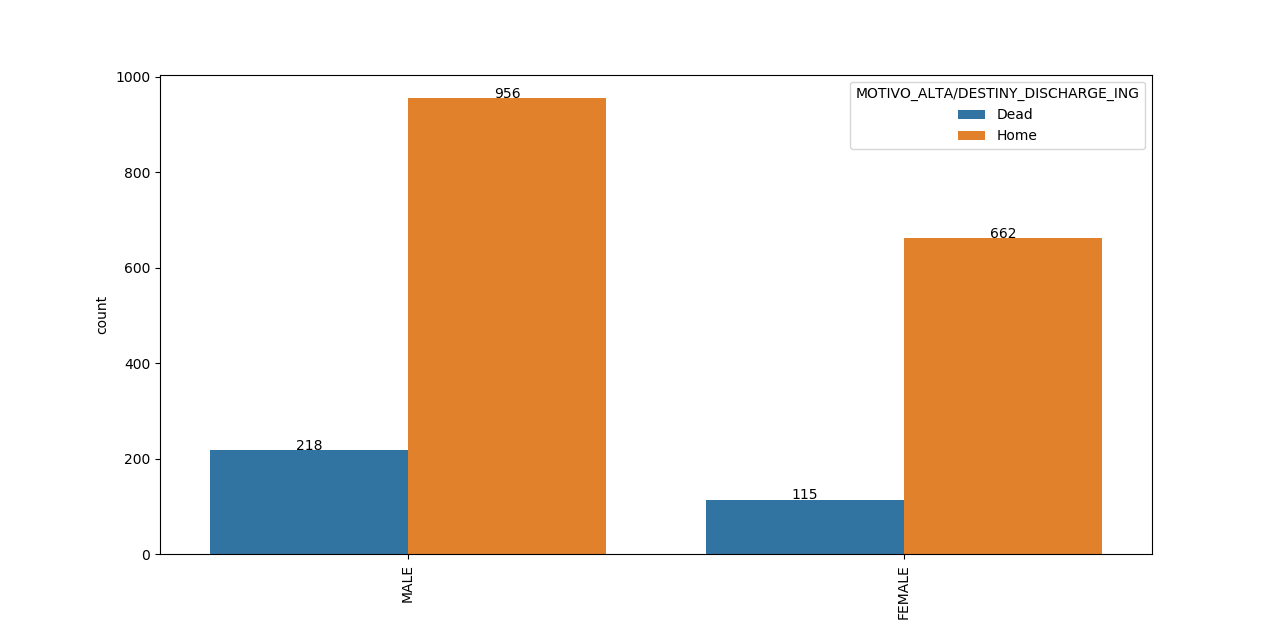 1000
800
600
400
200
0
count
956
662
218
115
MOTIVO_ALTA/DESTINY_DISCHARGE_ING
Dead
Home
MALE
FEMALE